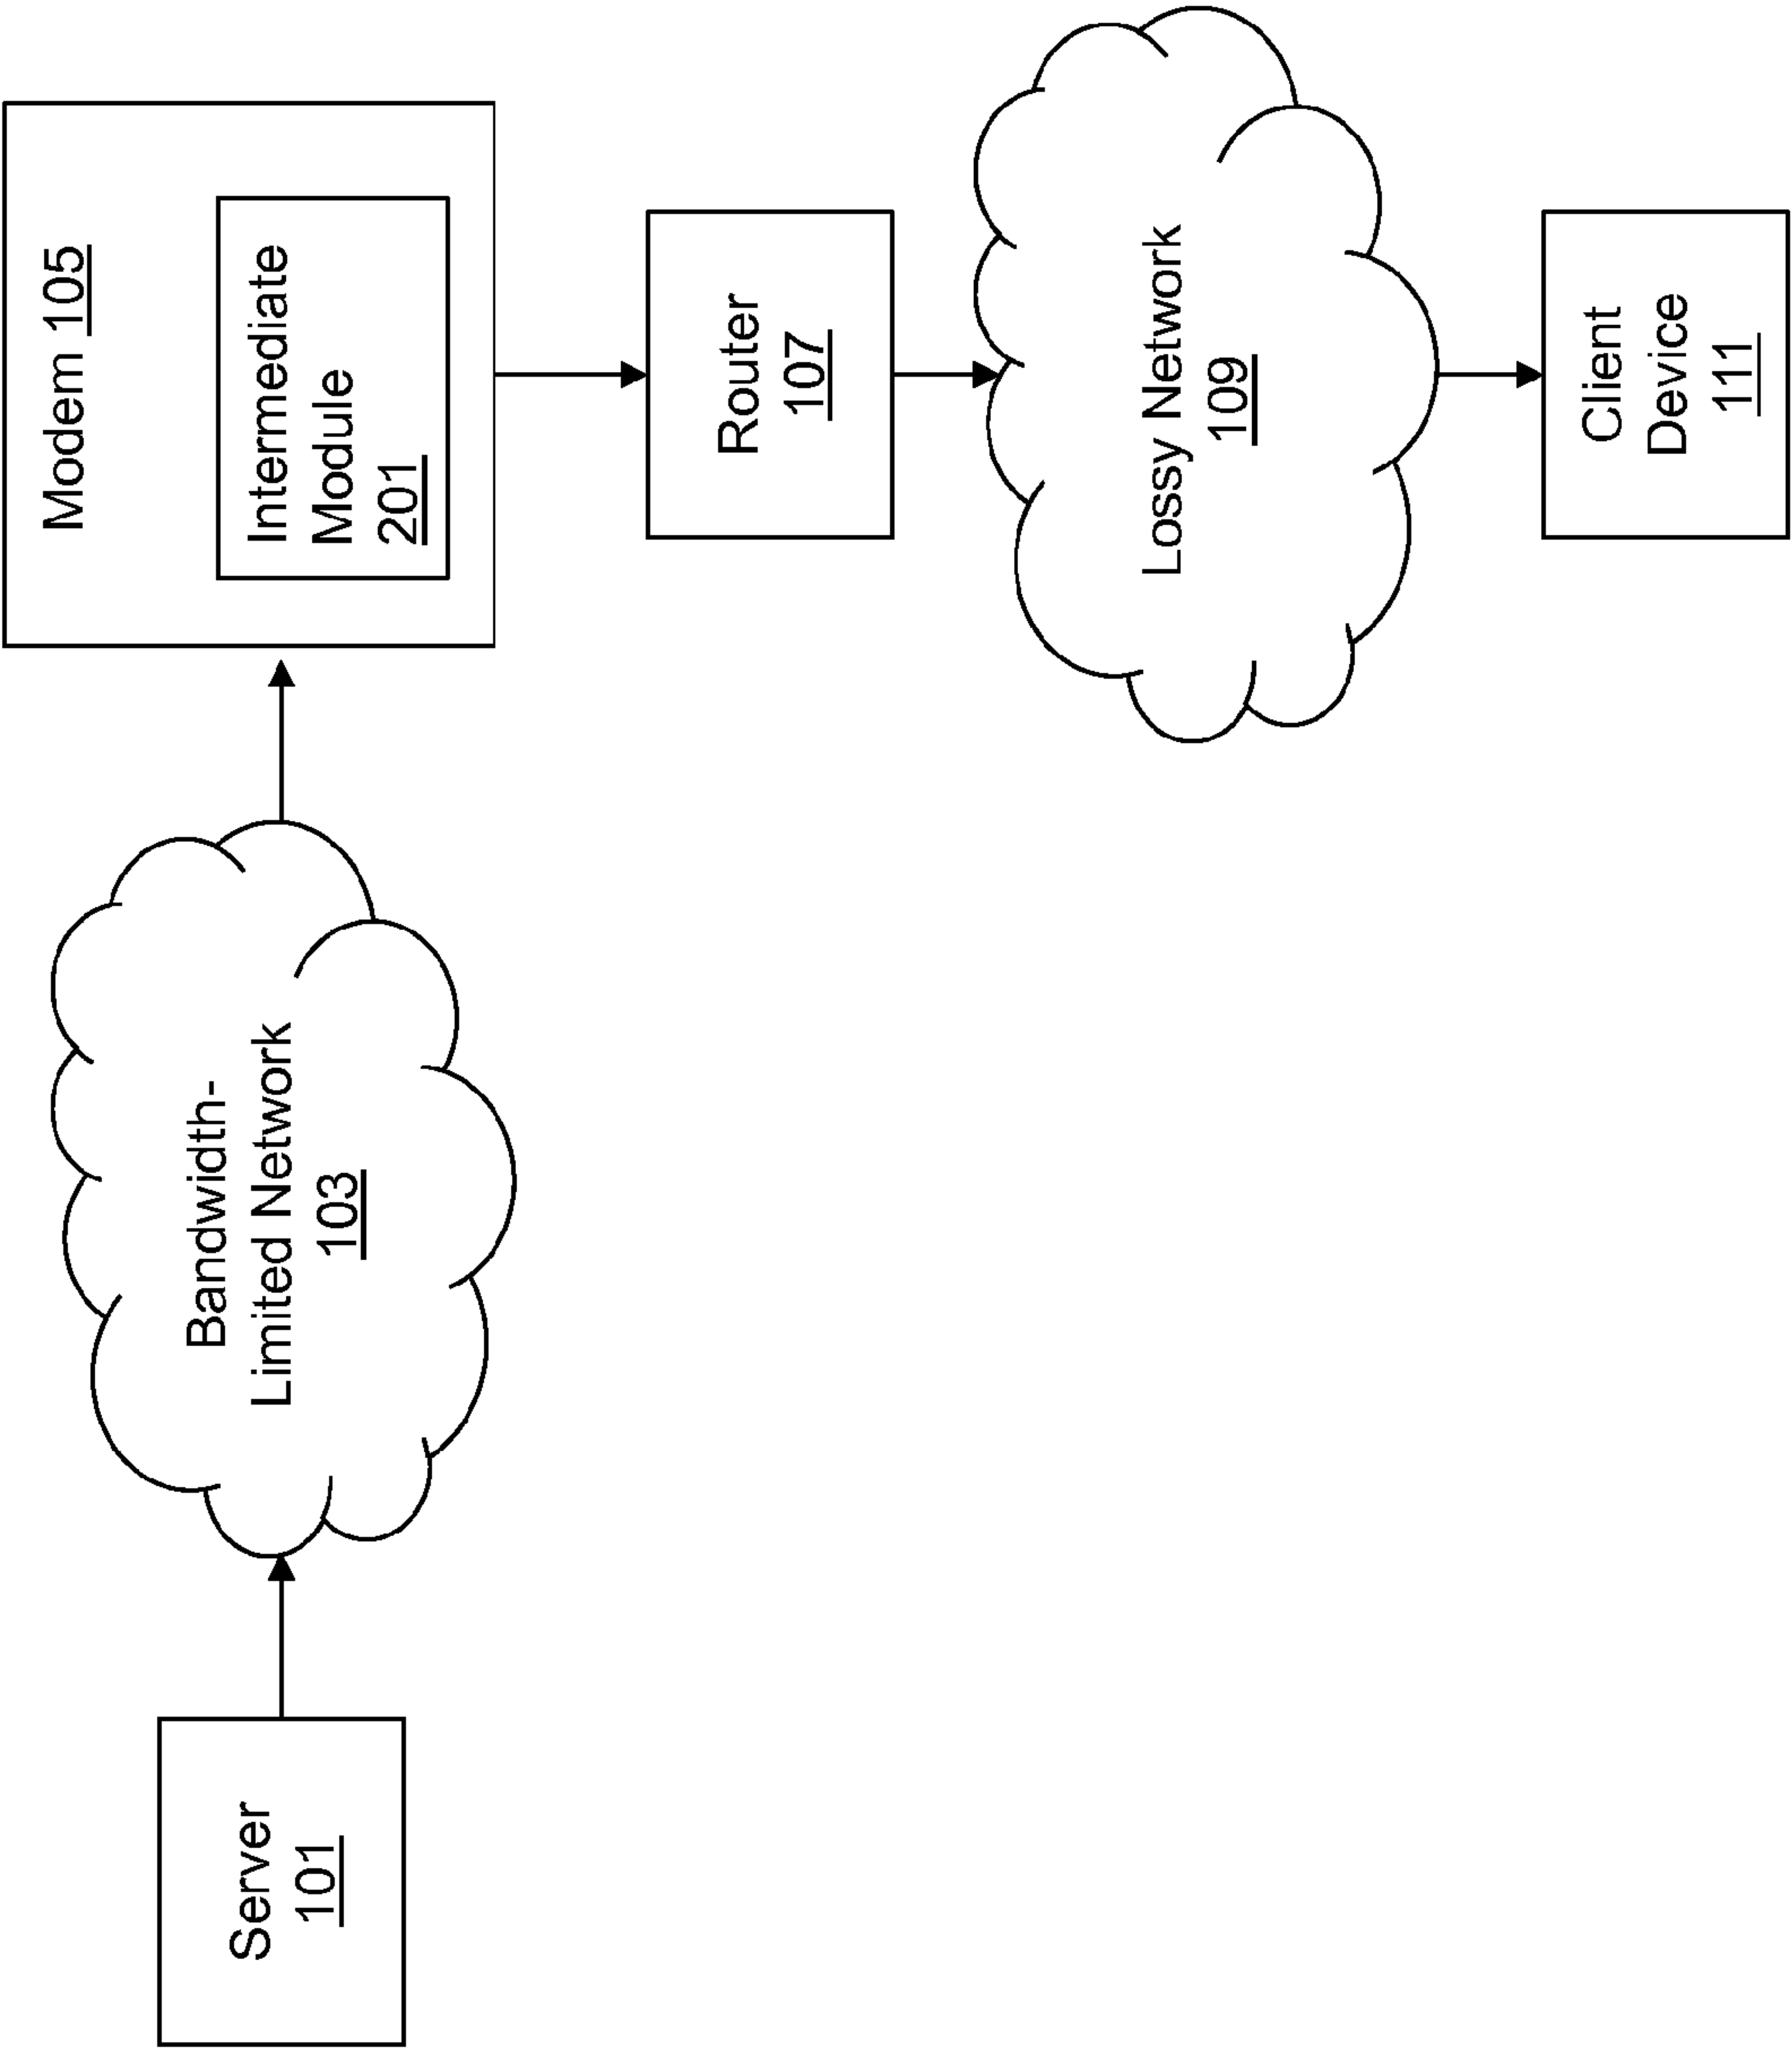 Server
101
Bandwidth-
Limited Network
103
Modem 105
Intermediate
Module
201
Router
107
Lossy Network
109
Client
Device
111